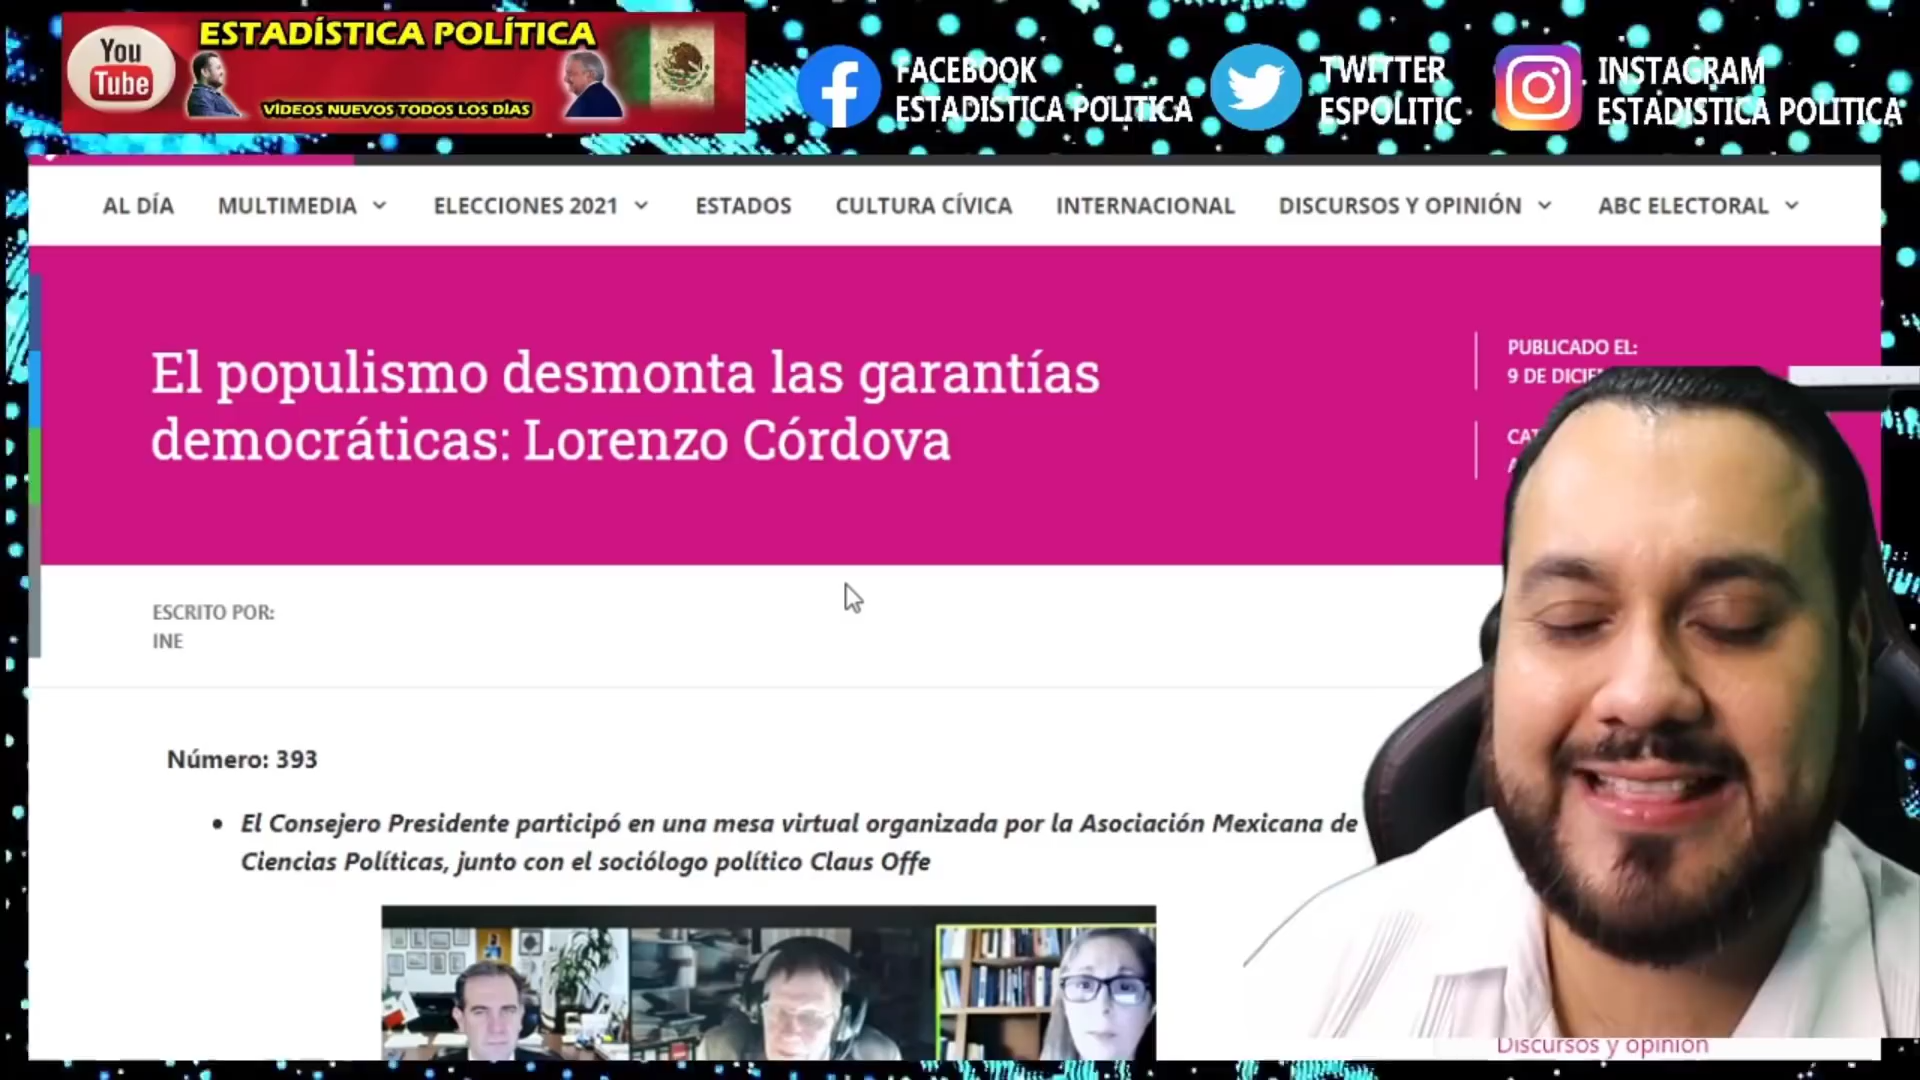 You
Tube
ESTADÍSTICA POLÍTICA
VÍDEOS NUEVOS TODOS LOS DÍAS
FACEBOOK
ESTADISTICA POLITICA
TWITTER
ESPOLITIC
INSTAGRAM
ESTADISTICA POLITICA
AL DÍA MULTIMEDIA ELECCIONES 2021 ESTADOS CULTURA CÍVICA INTERNACIONAL DISCURSOS Y OPINIÓN ABC ELECTORAL
El populismo desmonta las garantías
democráticas: Lorenzo Córdova
PUBLICADO EL:
9 DE
ESCRITO POR:
INE
Número: 393
El Consejero Presidente participó en una mesa virtual organizada por la Asociación Mexicana de
Ciencias Políticas, junto con el sociólogo político Claus Offe
Discursos y opinión